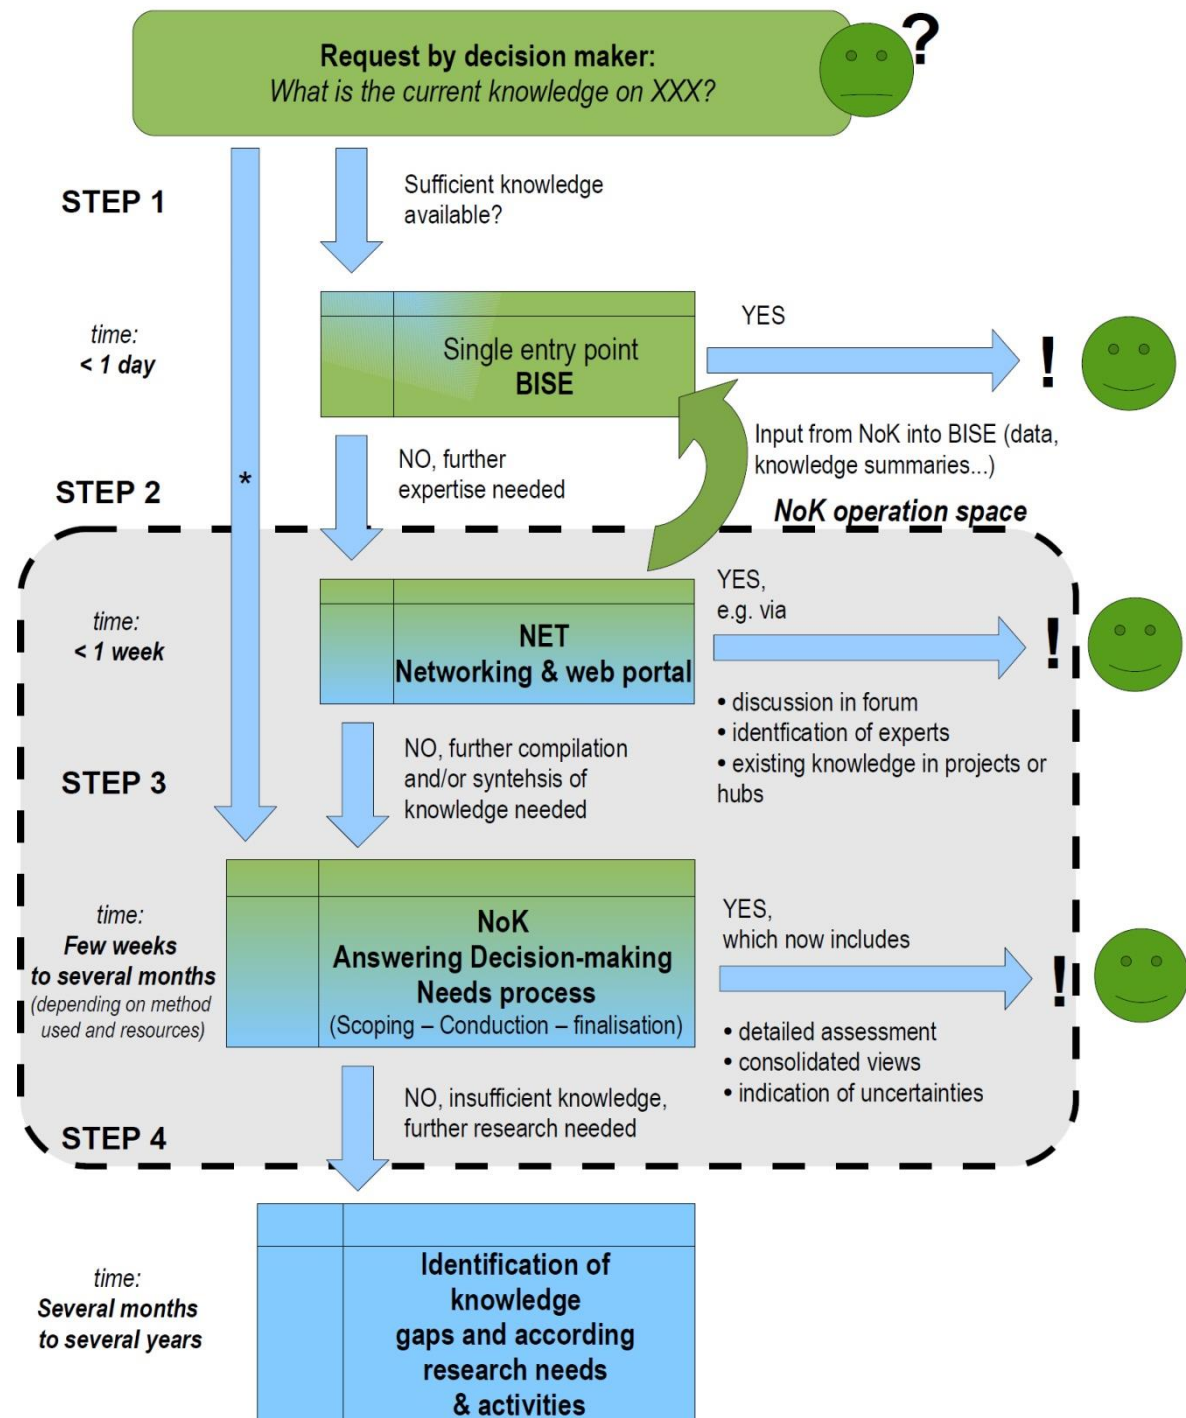 Request by decision maker:
What is the current knowledge on XXX?
?
STEP 1
Sufficient knowledge
available?
time:
< 1 day
Single entry point
BISE
YES
!
Input from NoK into BISE (data,
knowledge summaries...)
STEP 2
*
NO, further
expertise needed
NoK operation space
time:
< 1 week
NET
Networking & web portal
YES,
e.g. via
!
• discussion in forum
• identfication of experts
• existing knowledge in projects or
hubs
STEP 3
NO, further compilation
and/or syntehsis of
knowledge needed
time:
Few weeks
to several months
(depending on method
used and resources)
NoK
Answering Decision-making
Needs process
(Scoping – Conduction – finalisation)
YES,
which now includes
!
• detailed assessment
• consolidated views
• indication of uncertainties
STEP 4
NO, insufficient knowledge,
further research needed
time:
Several months
to several years
Identification of
knowledge
gaps and according
research needs
& activities